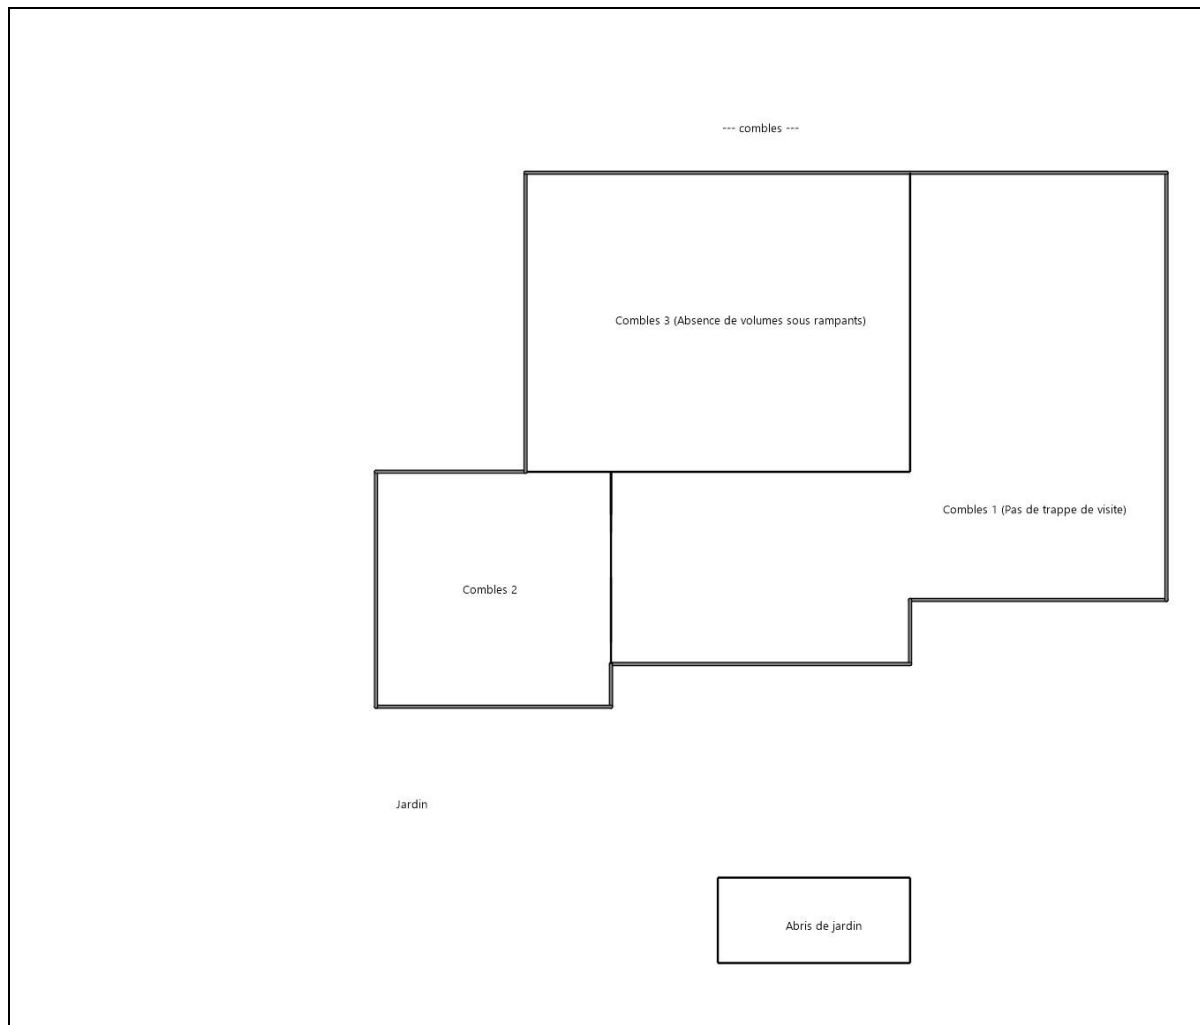 --- combles ---
Combles 3 (Absence de volumes sous rampants)
Combles 1 (Pas de trappe de visite)
Combles 2
Jardin
Abris de jardin